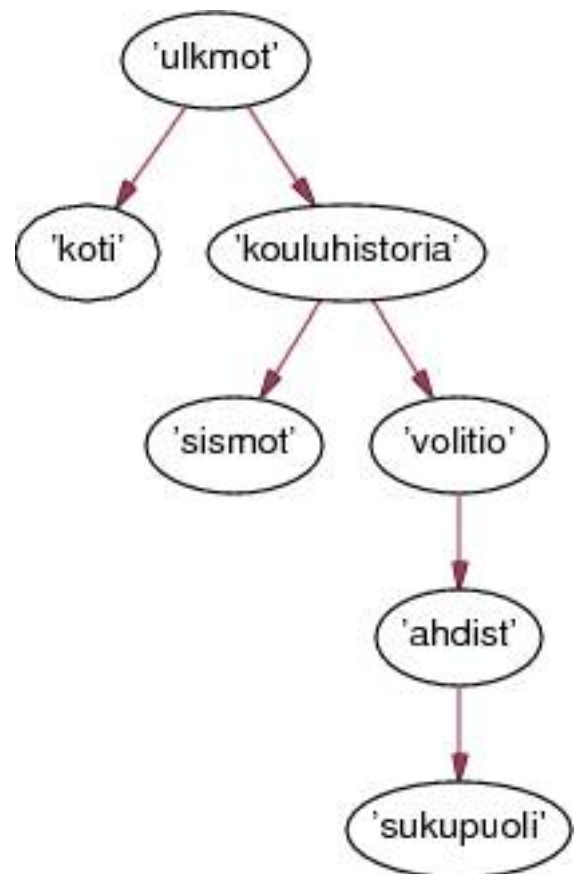 'ulkmot'
'koti'
'kouluhistoria'
'sismot'
'volitio'
'ahdist'
'sukupuoli'